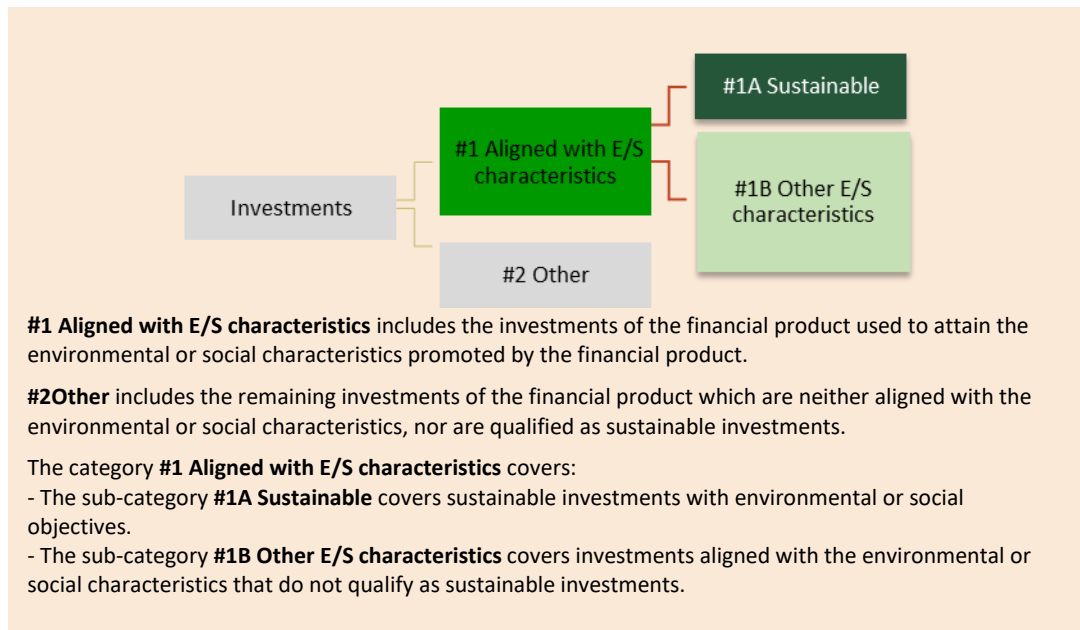 #1A Sustainable
#1 Aligned with E/S
characteristics
#1B Other E/S
characteristics
Investments
#2 Other
#1 Aligned with E/S characteristics includes the investments of the financial product used to attain the
environmental or social characteristics promoted by the financial product.
#2Other includes the remaining investments of the financial product which are neither aligned with the
environmental or social characteristics, nor are qualified as sustainable investments.
The category #1 Aligned with E/S characteristics covers:
- The sub-category #1A Sustainable covers sustainable investments with environmental or social
objectives.
- The sub-category #1B Other E/S characteristics covers investments aligned with the environmental or
social characteristics that do not qualify as sustainable investments.